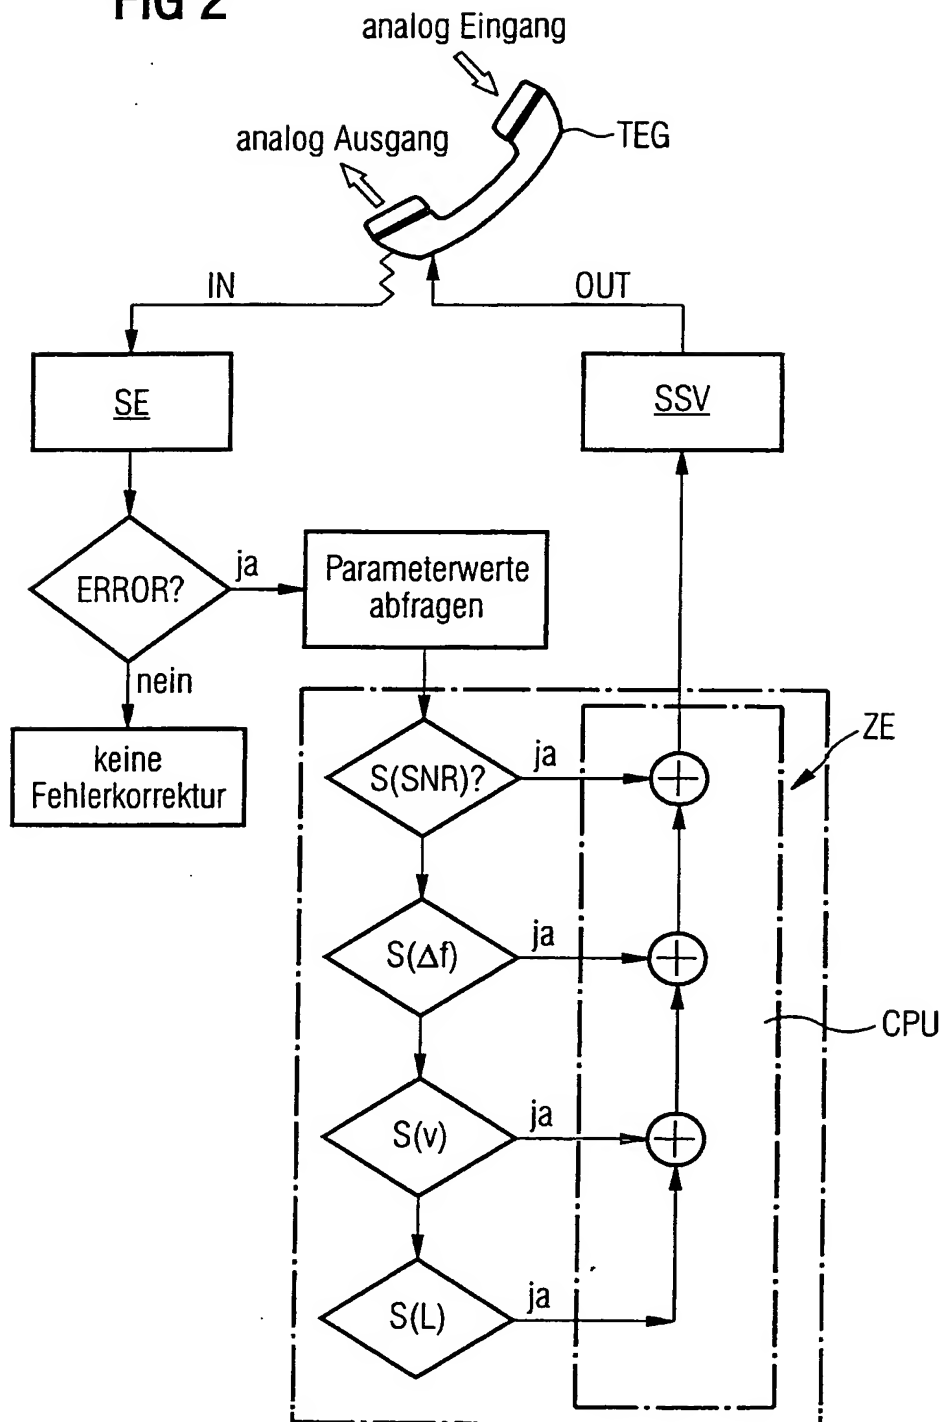 FIG 2
analog Eingang
TEG
analog Ausgang
IN
OUT
SE
SSV
ERROR?
ja
Parameterwerte
abfragen
nein
keine
Fehlerkorrektur
ZE
S(SNR)?
ja
S(Δf)
ja
CPU
S(v)
ja
S(L)
ja